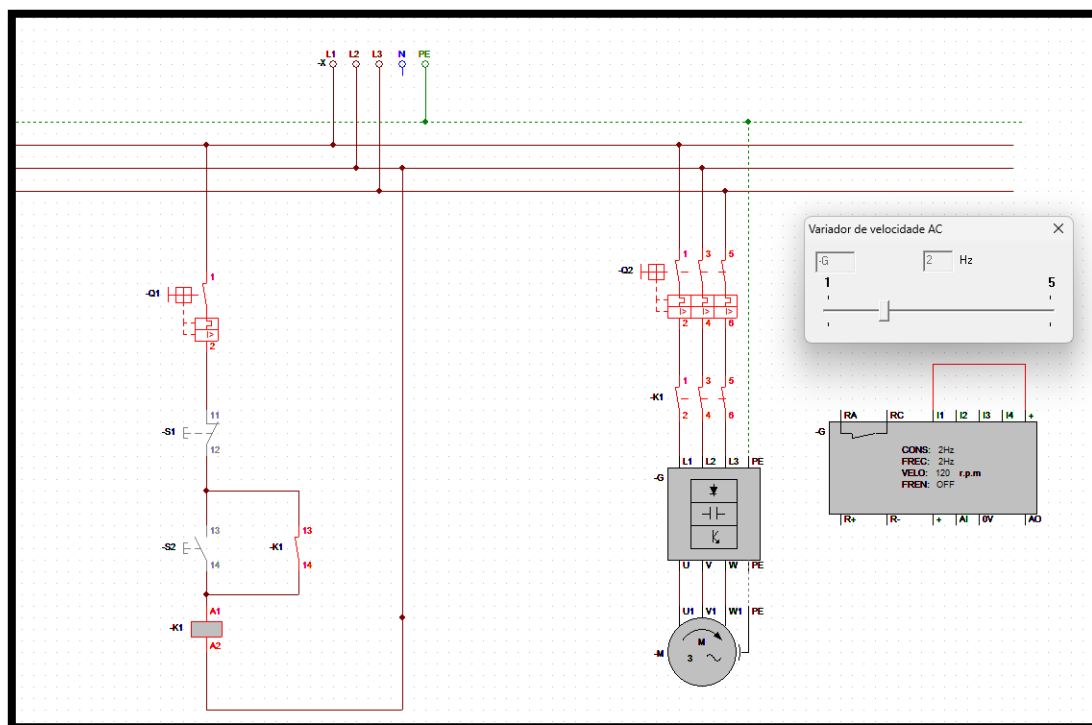 L1 L2 L3 N PE
-X
Variador de velocidade AC
-G 2 Hz
1 5
1
-Q1
I>
2
1 3 5
-Q2
I> I> I>
2 4 6
1 3 5
-K1
2 4 6
11
-S1
12
13
-S2
14
13
-K1
14
A1
-K1
A2
L1 L2 L3 PE
-G
U V W PE
U1 V1 W1 PE
M
-M
3
RA RC I1 I2 I3 I4 +
-G
CONS: 2Hz
FREC: 2Hz
VELO: 120 r.p.m
FREN: OFF
R+ R- + AI 0V AO